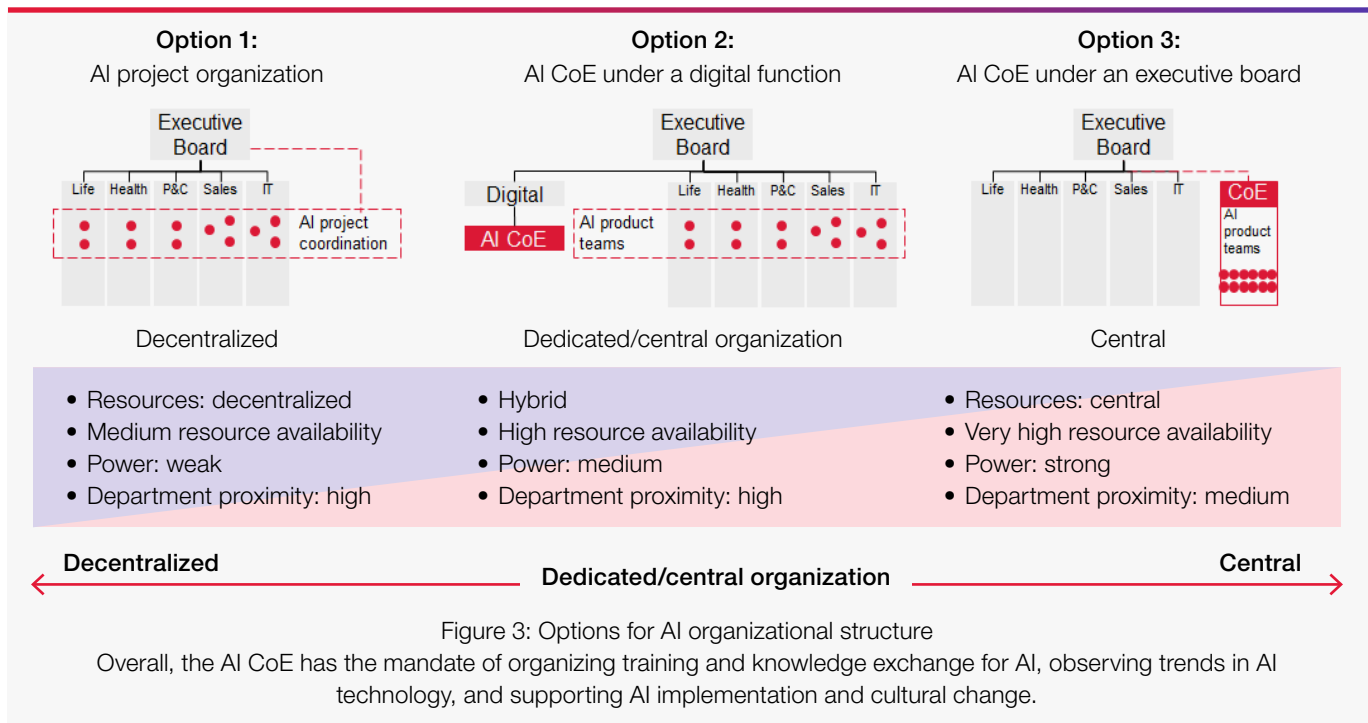 Option 1:
AI project organization
Executive
Board
Life Health P&C Sales IT
AI project
coordination
Decentralized
Option 2:
AI CoE under a digital function
Executive
Board
Digital
AI CoE
AI product
teams
Life Health P&C Sales IT
Dedicated/central organization
Option 3:
AI CoE under an executive board
Executive
Board
Life Health P&C Sales IT
CoE
AI
product
teams
Central
• Resources: decentralized
• Medium resource availability
• Power: weak
• Department proximity: high
• Hybrid
• High resource availability
• Power: medium
• Department proximity: high
• Resources: central
• Very high resource availability
• Power: strong
• Department proximity: medium
Decentralized
Dedicated/central organization
Central
Figure 3: Options for AI organizational structure
Overall, the AI CoE has the mandate of organizing training and knowledge exchange for AI, observing trends in AI
technology, and supporting AI implementation and cultural change.